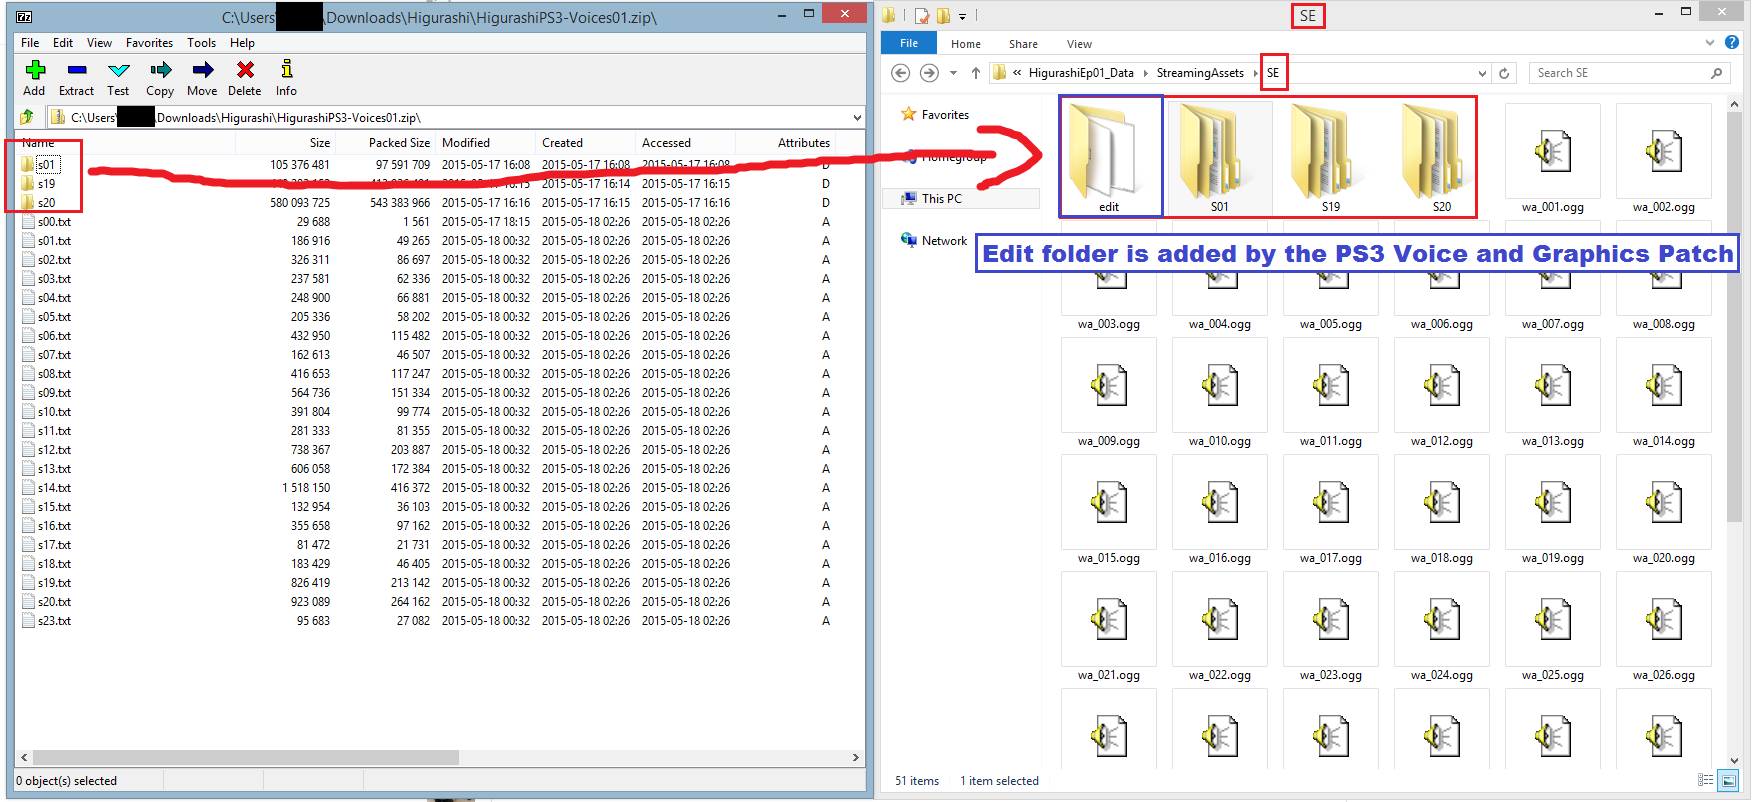 C:\Users\ \Downloads\Higurashi\HigurashiPS3-Voices01.zip\
File Edit View Favorites Tools Help
Add Extract Test Copy Move Delete Info
C:\Users\ \Downloads\Higurashi\HigurashiPS3-Voices01.zip\
Name Size Packed Size Modified Created Accessed Attributes
s01 105 376 481 97 591 709 2015-05-17 16:08 2015-05-17 16:08 2015-05-17 16:08 D
s19 2015-05-17 16:14 2015-05-17 16:15 D
s20 580 093 725 543 383 966 2015-05-17 16:16 2015-05-17 16:15 2015-05-17 16:16 D
s00.txt 29 688 1 561 2015-05-17 18:15 2015-05-18 02:26 2015-05-18 02:26 A
s01.txt 186 916 49 265 2015-05-18 00:32 2015-05-18 02:26 2015-05-18 02:26 A
s02.txt 326 311 86 697 2015-05-18 00:32 2015-05-18 02:26 2015-05-18 02:26 A
s03.txt 237 581 62 336 2015-05-18 00:32 2015-05-18 02:26 2015-05-18 02:26 A
s04.txt 248 900 66 881 2015-05-18 00:32 2015-05-18 02:26 2015-05-18 02:26 A
s05.txt 205 336 58 202 2015-05-18 00:32 2015-05-18 02:26 2015-05-18 02:26 A
s06.txt 432 950 115 482 2015-05-18 00:32 2015-05-18 02:26 2015-05-18 02:26 A
s07.txt 162 613 46 507 2015-05-18 00:32 2015-05-18 02:26 2015-05-18 02:26 A
s08.txt 416 653 117 247 2015-05-18 00:32 2015-05-18 02:26 2015-05-18 02:26 A
s09.txt 564 736 151 334 2015-05-18 00:32 2015-05-18 02:26 2015-05-18 02:26 A
s10.txt 391 804 99 774 2015-05-18 00:32 2015-05-18 02:26 2015-05-18 02:26 A
s11.txt 281 333 81 355 2015-05-18 00:32 2015-05-18 02:26 2015-05-18 02:26 A
s12.txt 738 367 203 887 2015-05-18 00:32 2015-05-18 02:26 2015-05-18 02:26 A
s13.txt 606 058 172 384 2015-05-18 00:32 2015-05-18 02:26 2015-05-18 02:26 A
s14.txt 1 518 150 416 372 2015-05-18 00:32 2015-05-18 02:26 2015-05-18 02:26 A
s15.txt 132 954 36 103 2015-05-18 00:32 2015-05-18 02:26 2015-05-18 02:26 A
s16.txt 355 658 97 162 2015-05-18 00:32 2015-05-18 02:26 2015-05-18 02:26 A
s17.txt 81 472 21 731 2015-05-18 00:32 2015-05-18 02:26 2015-05-18 02:26 A
s18.txt 183 429 46 405 2015-05-18 00:32 2015-05-18 02:26 2015-05-18 02:26 A
s19.txt 826 419 213 142 2015-05-18 00:32 2015-05-18 02:26 2015-05-18 02:26 A
s20.txt 923 089 264 162 2015-05-18 00:32 2015-05-18 02:26 2015-05-18 02:26 A
s23.txt 95 683 27 082 2015-05-18 00:32 2015-05-18 02:26 2015-05-18 02:26 A
0 object(s) selected
SE
File Home Share View
« HigurashiEp01_Data StreamingAssets SE Search SE
Favorites
Homegroup
This PC
Network
edit S01 S19 S20 wa_001.ogg wa_002.ogg
Edit folder is added by the PS3 Voice and Graphics Patch
wa_003.ogg wa_004.ogg wa_005.ogg wa_006.ogg wa_007.ogg wa_008.ogg
wa_009.ogg wa_010.ogg wa_011.ogg wa_012.ogg wa_013.ogg wa_014.ogg
wa_015.ogg wa_016.ogg wa_017.ogg wa_018.ogg wa_019.ogg wa_020.ogg
wa_021.ogg wa_022.ogg wa_023.ogg wa_024.ogg wa_025.ogg wa_026.ogg
51 items 1 item selected